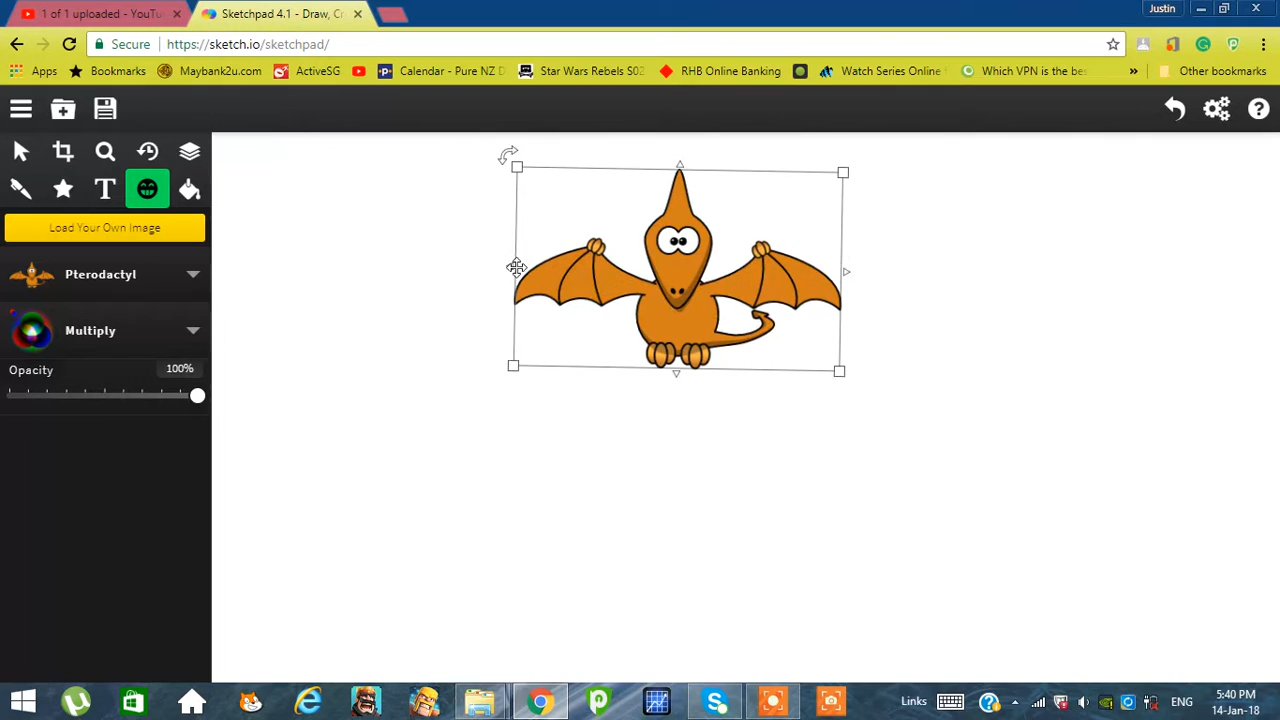 1 of 1 uploaded - YouTu
Sketchpad 4.1 - Draw, Cr
Justin
Secure
https://sketch.io/sketchpad/
Apps
Bookmarks
Maybank2u.com
ActiveSG
Calendar - Pure NZ D
Star Wars Rebels S02
RHB Online Banking
Watch Series Online
Which VPN is the bes
»
Other bookmarks
T
Load Your Own Image
Pterodactyl
Multiply
Opacity
100%
Links
ENG
5:40 PM
14-Jan-18